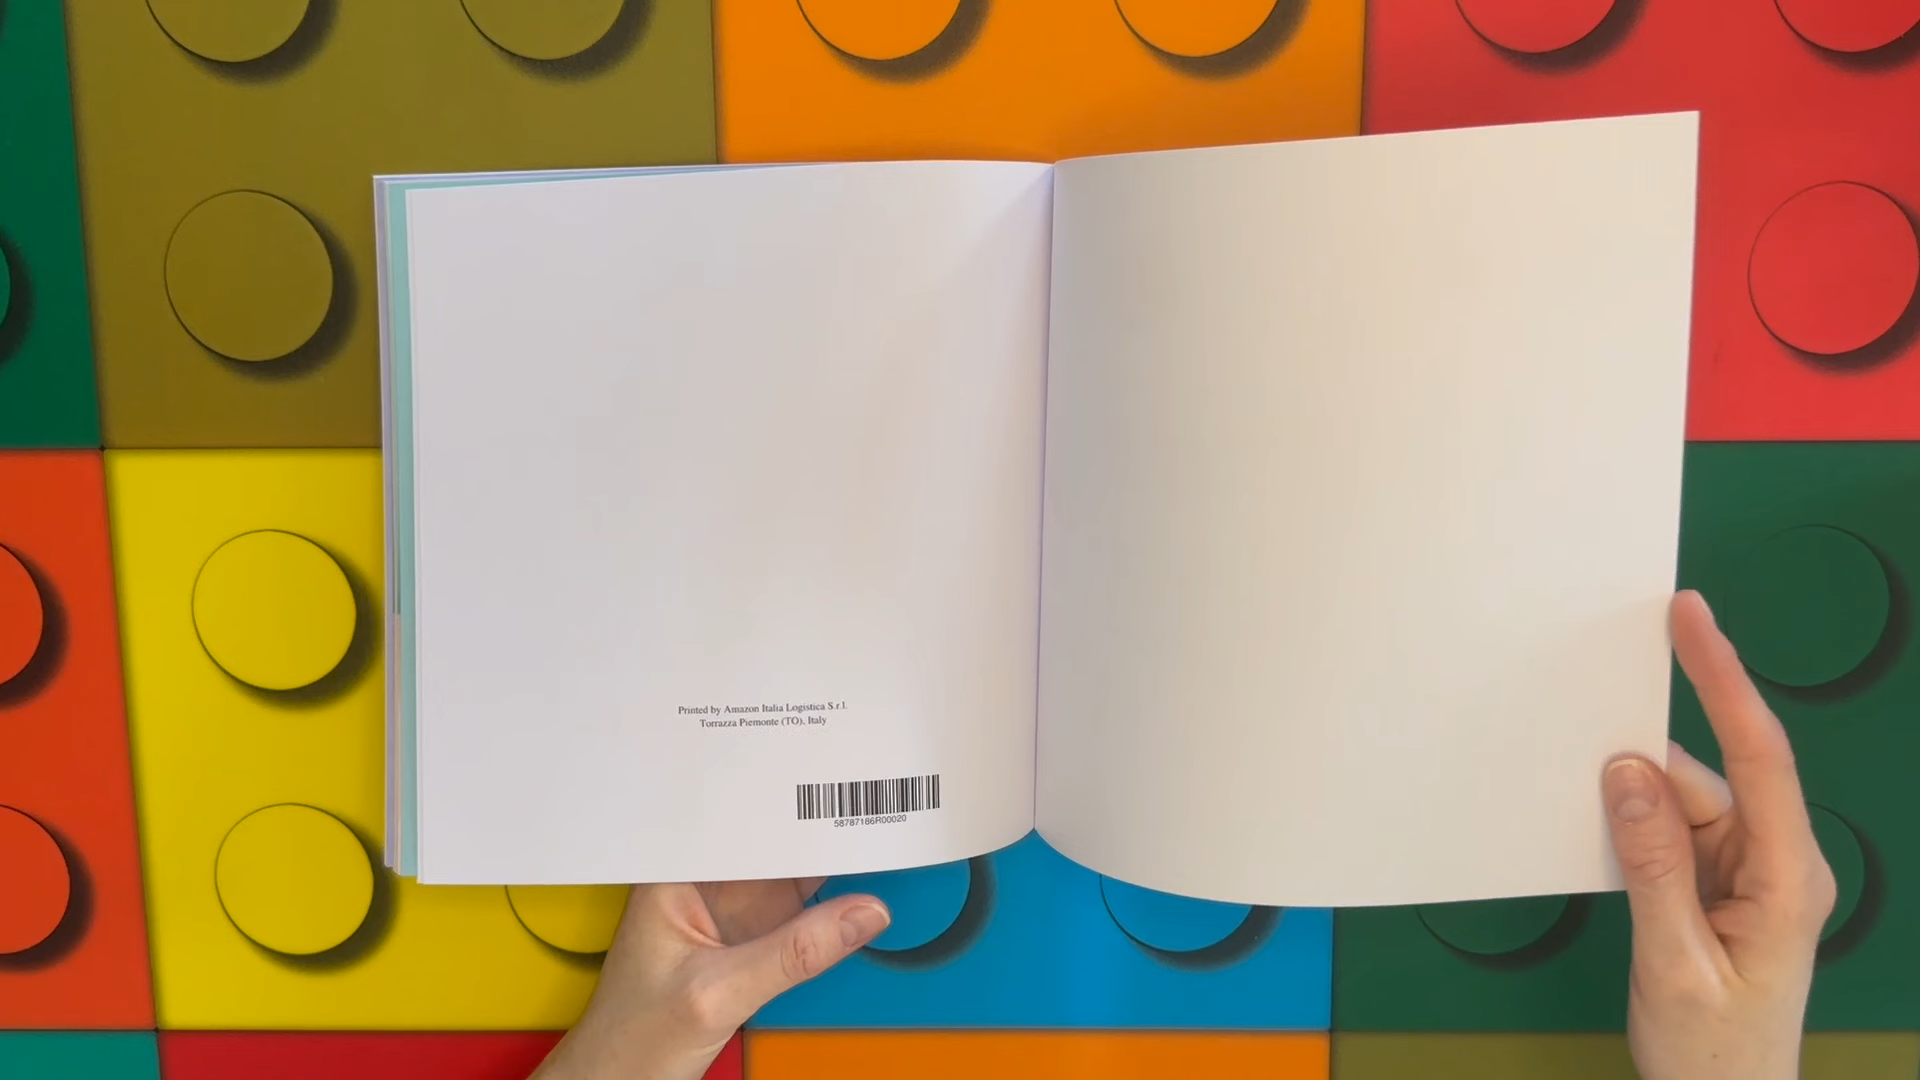 Printed by Amazon Italia Logistica S.r.l.
Torrazza Piemonte (TO), Italy
58787186R00020